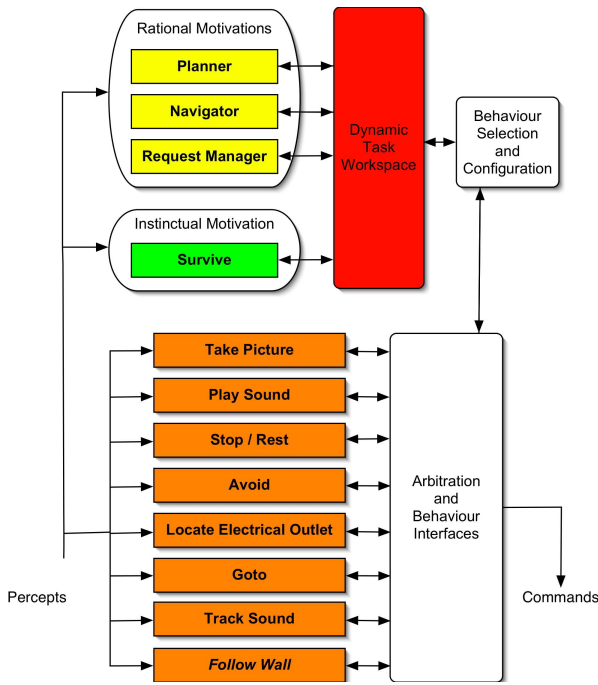 Rational Motivations
Planner
Navigator
Request Manager
Dynamic
Task
Workspace
Behaviour
Selection
and
Configuration
Instinctual Motivation
Survive
Take Picture
Play Sound
Stop / Rest
Avoid
Locate Electrical Outlet
Goto
Track Sound
Follow Wall
Arbitration
and
Behaviour
Interfaces
Percepts
Commands